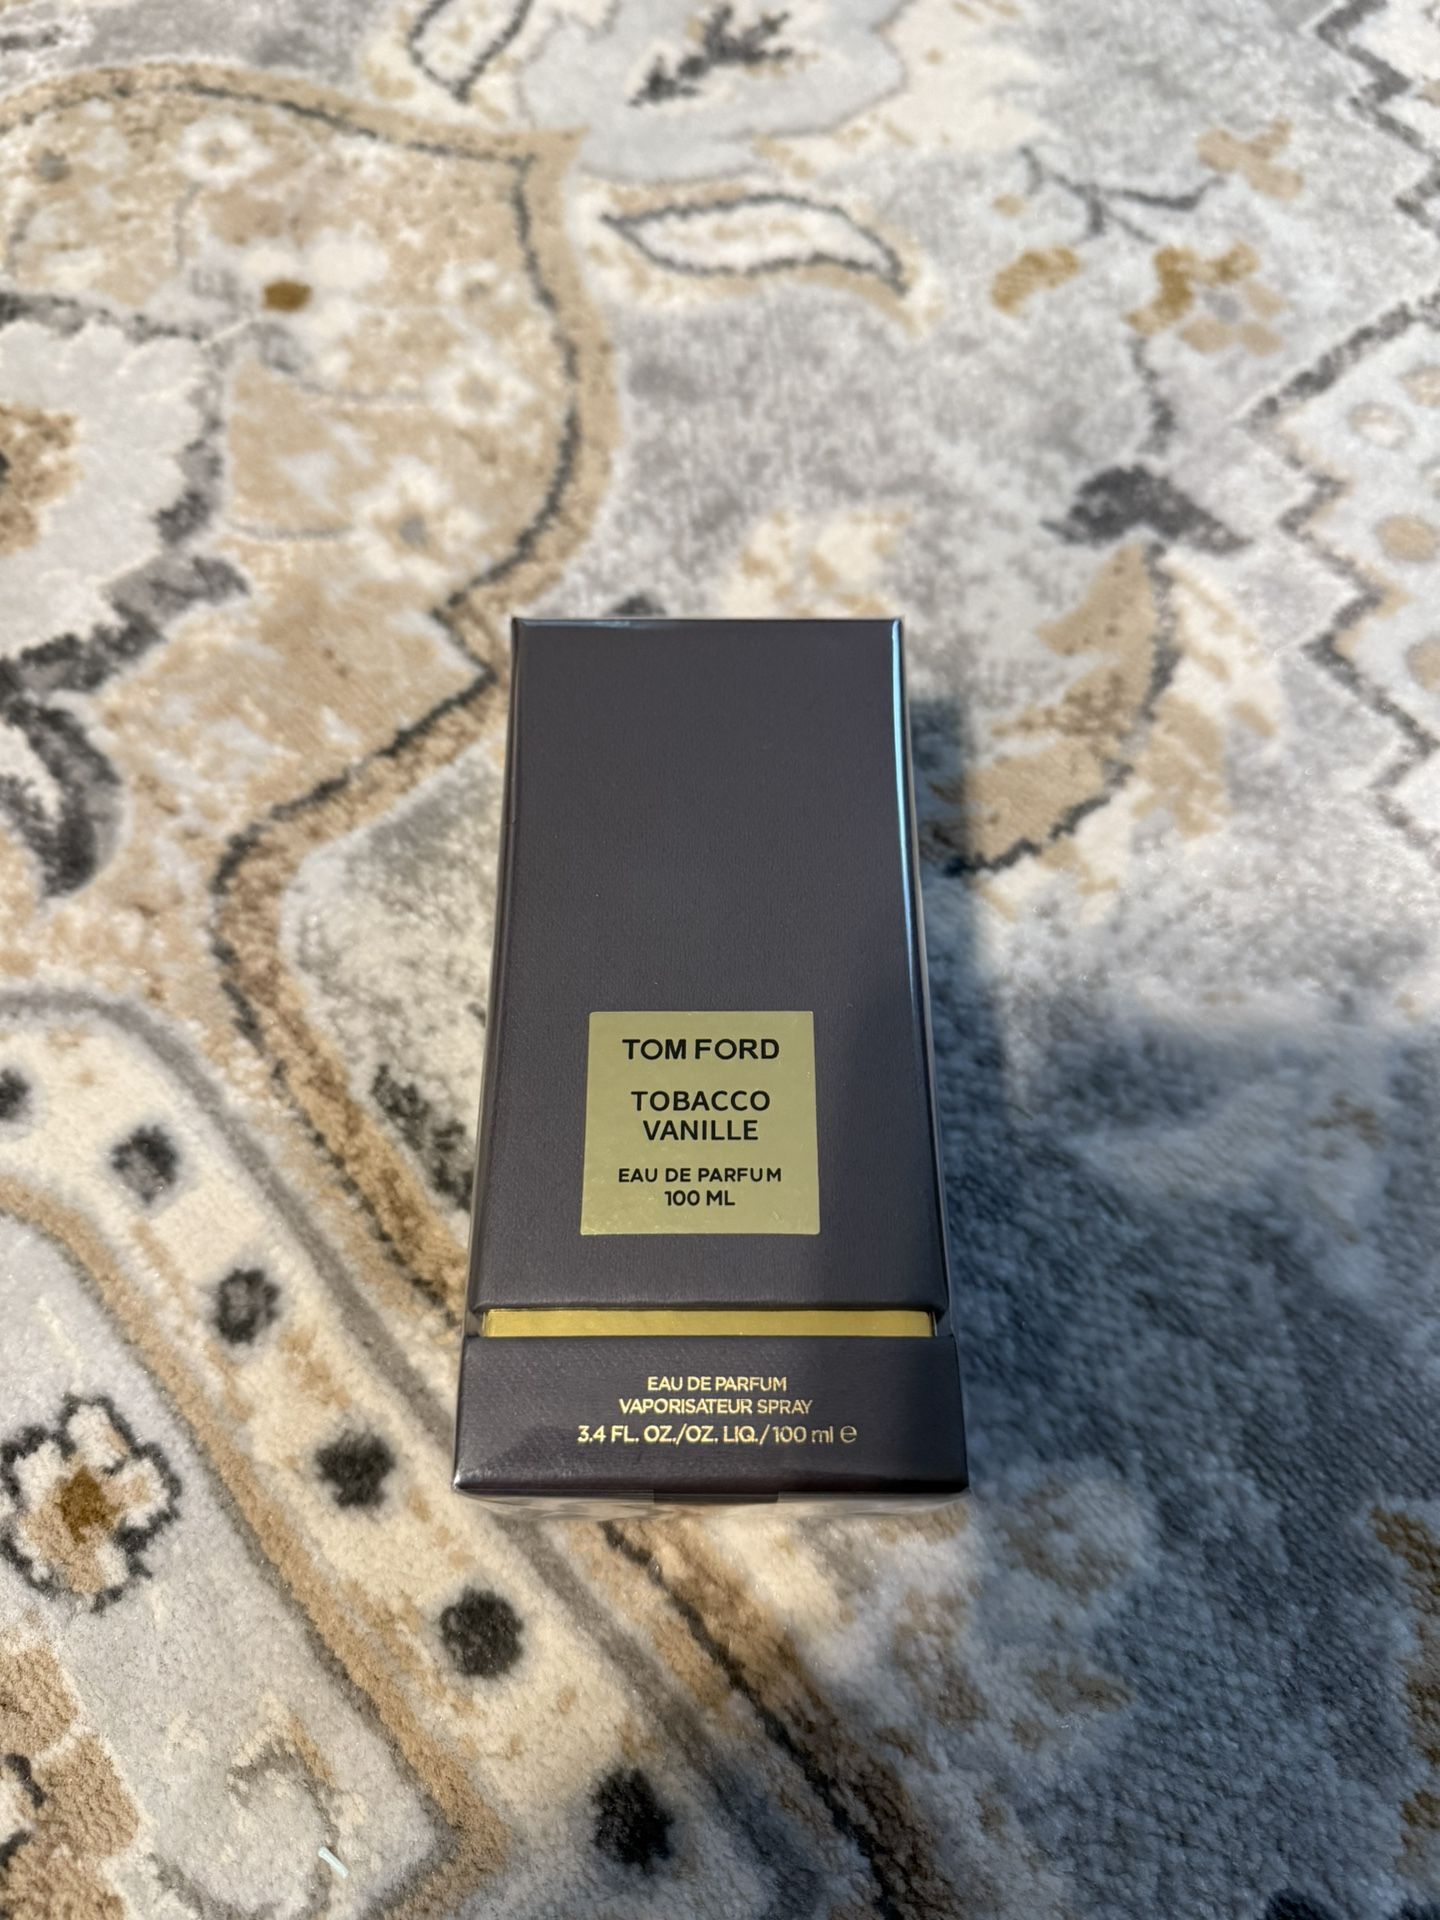 TOM FORD
TOBACCO
VANILLE
EAU DE PARFUM
100 ML
EAU DE PARFUM
VAPORISATEUR SPRAY
3.4 FL. OZ./OZ. LIQ./100 ml ℮